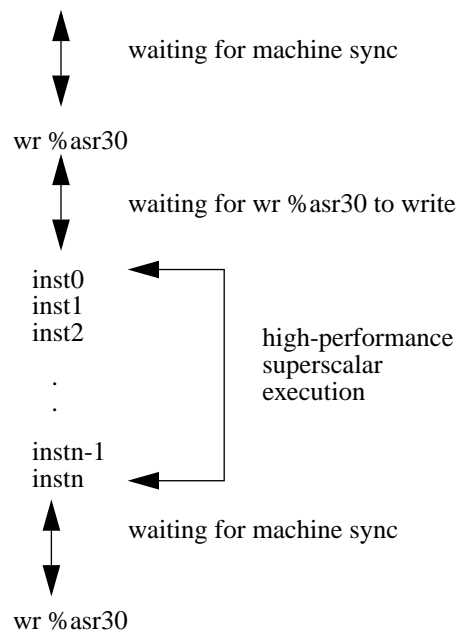 waiting for machine sync
wr %asr30
waiting for wr %asr30 to write
inst0
inst1
inst2
high-performance
superscalar
execution
.
.
instn-1
instn
waiting for machine sync
wr %asr30